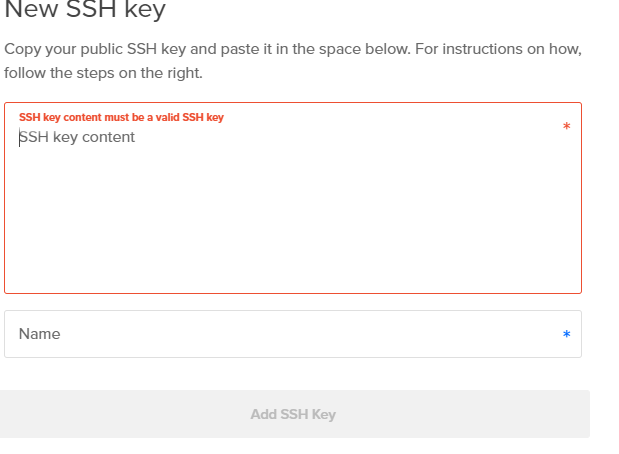 New SSH key
Copy your public SSH key and paste it in the space below. For instructions on how,
follow the steps on the right.
SSH key content must be a valid SSH key
SSH key content
*
Name
*
Add SSH Key